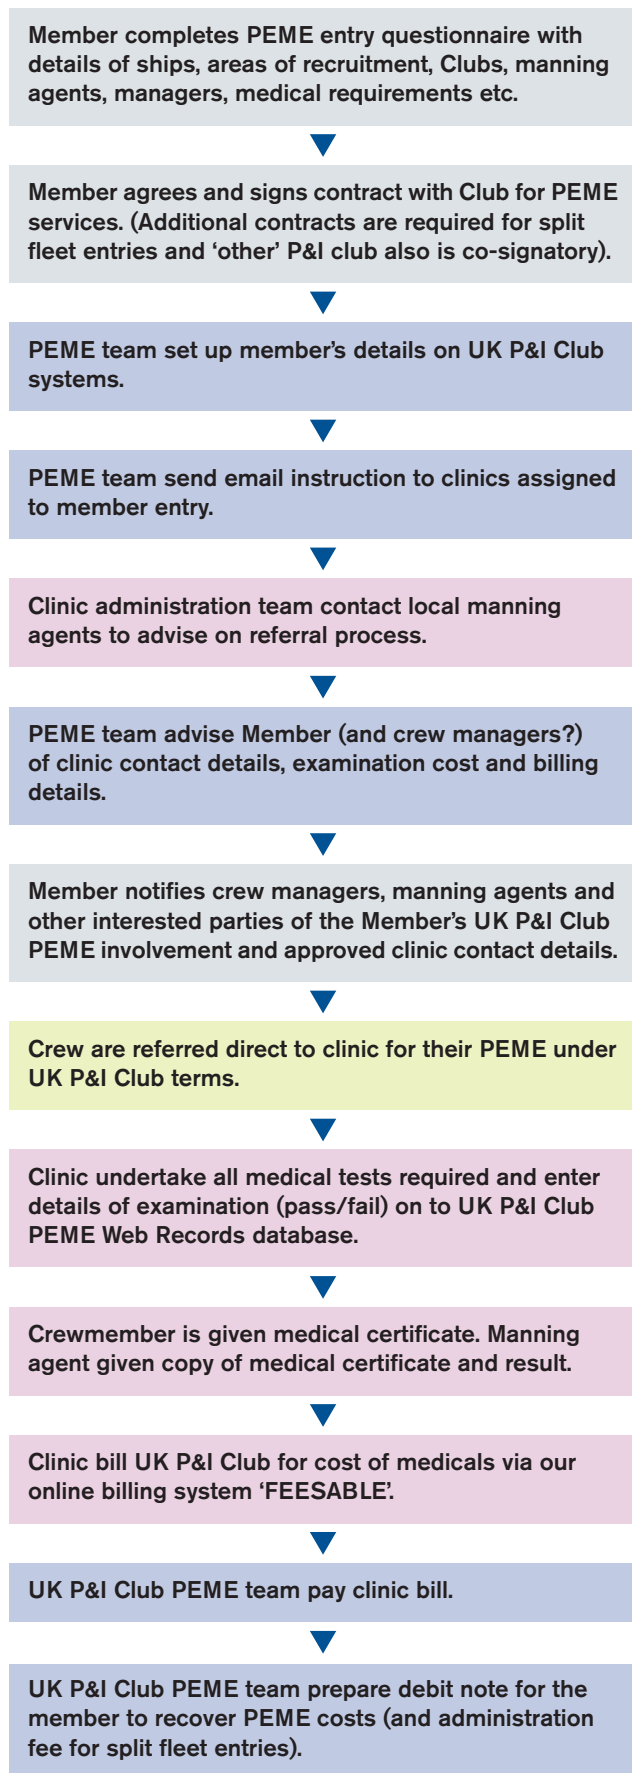 Member completes PEME entry questionnaire with
details of ships, areas of recruitment, Clubs, manning
agents, managers, medical requirements etc.
Member agrees and signs contract with Club for PEME
services. (Additional contracts are required for split
fleet entries and ‘other’ P&I club also is co-signatory).
PEME team set up member’s details on UK P&I Club
systems.
PEME team send email instruction to clinics assigned
to member entry.
Clinic administration team contact local manning
agents to advise on referral process.
PEME team advise Member (and crew managers?)
of clinic contact details, examination cost and billing
details.
Member notifies crew managers, manning agents and
other interested parties of the Member’s UK P&I Club
PEME involvement and approved clinic contact details.
Crew are referred direct to clinic for their PEME under
UK P&I Club terms.
Clinic undertake all medical tests required and enter
details of examination (pass/fail) on to UK P&I Club
PEME Web Records database.
Crewmember is given medical certificate. Manning
agent given copy of medical certificate and result.
Clinic bill UK P&I Club for cost of medicals via our
online billing system ‘FEESABLE’.
UK P&I Club PEME team pay clinic bill.
UK P&I Club PEME team prepare debit note for the
member to recover PEME costs (and administration
fee for split fleet entries).